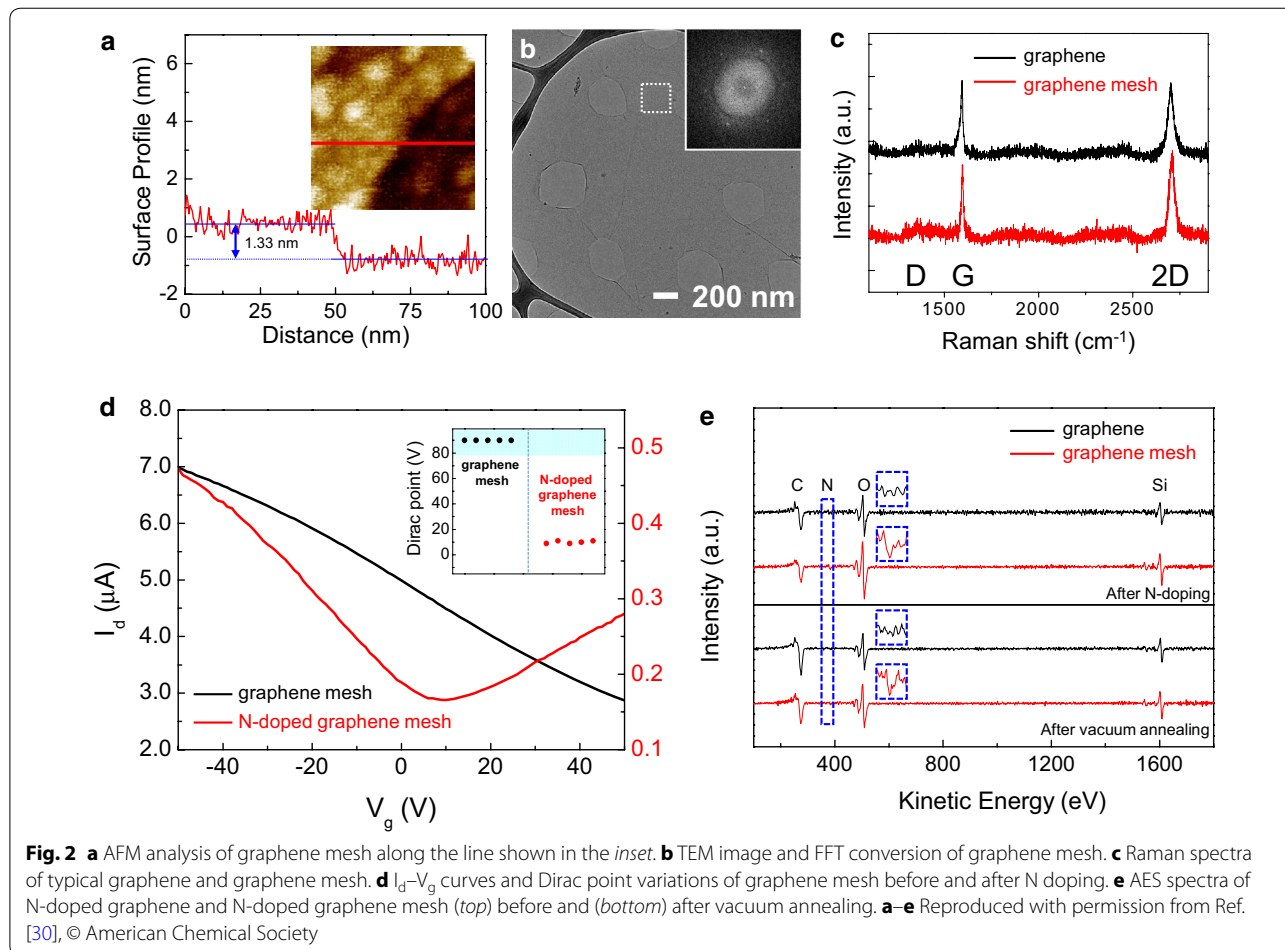 a
Surface Profile (nm)
6
4
2
0
-2
1.33 nm
0
25
50
75
100
Distance (nm)
b
200 nm
c
graphene
graphene mesh
Intensity (a.u.)
D
G
2D
1500
2000
2500
Raman shift (cm⁻¹)
d
8.0
7.0
6.0
5.0
4.0
3.0
2.0
I_d (μA)
0.5
0.4
0.3
0.2
0.1
Dirac point (V)
80
60
40
20
0
graphene
mesh
N-doped
graphene
mesh
graphene mesh
N-doped graphene mesh
-40
-20
0
20
40
V_g (V)
e
graphene
graphene mesh
C
N
O
Si
After N-doping
After vacuum annealing
Intensity (a.u.)
400
800
1200
1600
Kinetic Energy (eV)
Fig. 2 a AFM analysis of graphene mesh along the line shown in the inset. b TEM image and FFT conversion of graphene mesh. c Raman spectra
of typical graphene and graphene mesh. d I_d–V_g curves and Dirac point variations of graphene mesh before and after N doping. e AES spectra of
N-doped graphene and N-doped graphene mesh (top) before and (bottom) after vacuum annealing. a–e Reproduced with permission from Ref.
[30], © American Chemical Society